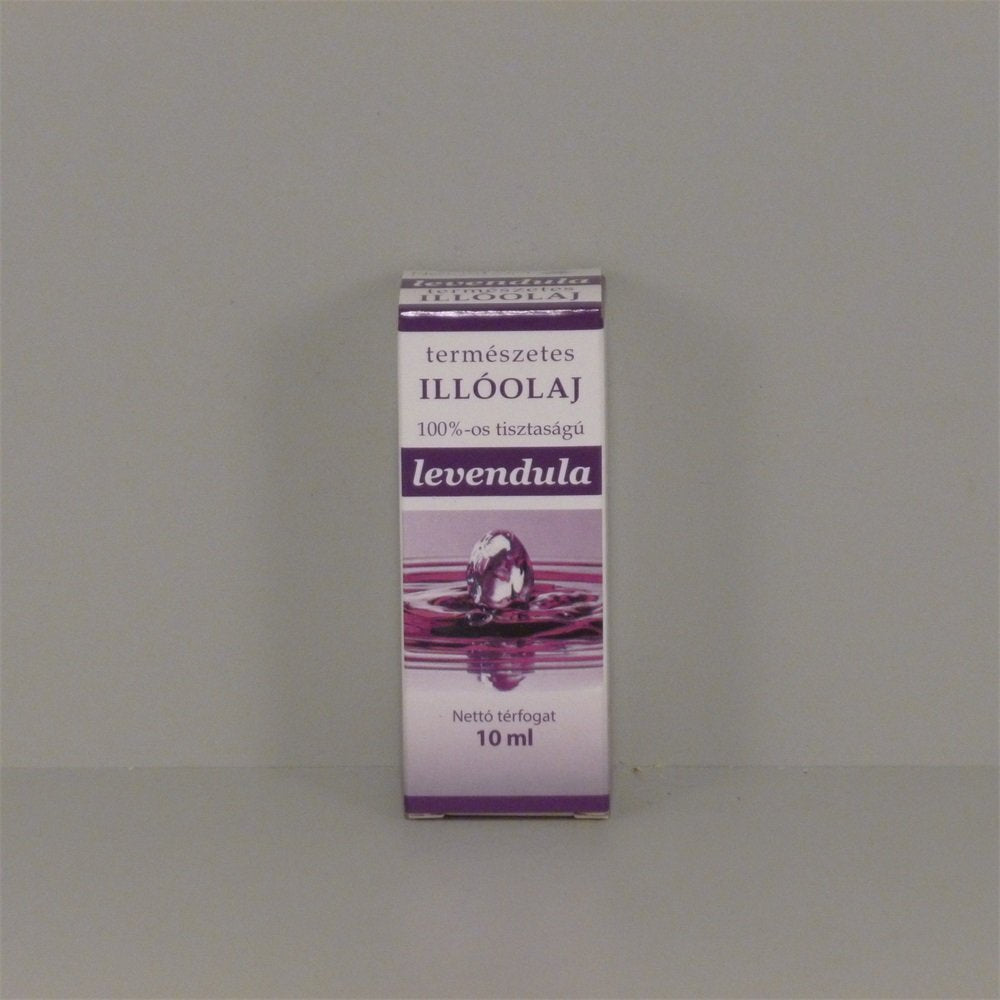 levendula
természetes
ILLÓOLAJ
természetes
ILLÓOLAJ
100%-os tisztaságú
levendula
Nettó térfogat
10 ml